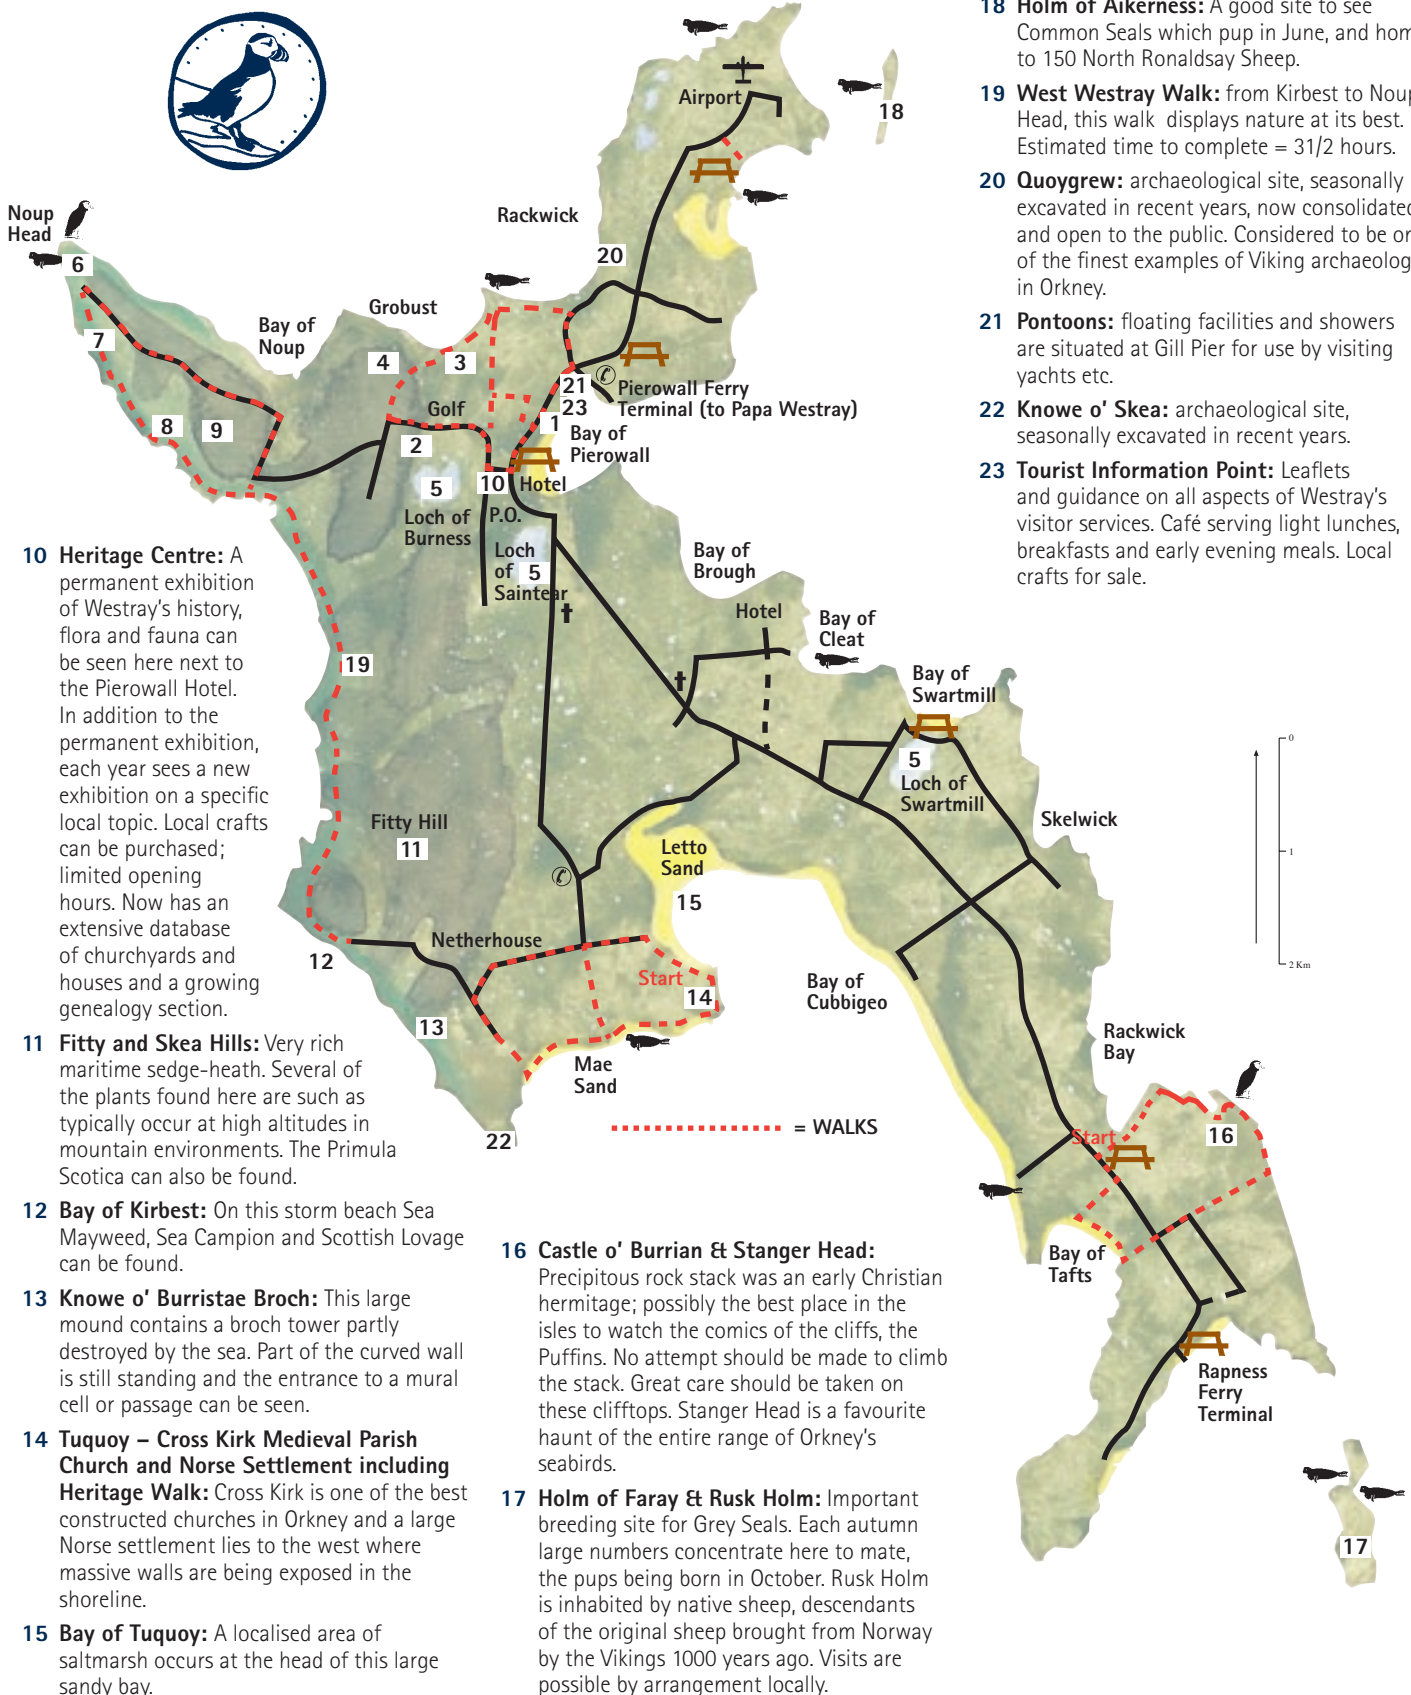 Noup
Head
6
7
8
9
Bay of
Noup
Grobust
4
3
Golf
2
5
Loch of
Burness
10
P.O.
Hotel
Loch
of 5
Saintear
Rackwick
20
Airport
18
21
23
1
Pierowall Ferry
Terminal (to Papa Westray)
Bay of
Pierowall
Bay of
Brough
Hotel
Bay of
Cleat
Bay of
Swartmill
5
Loch of
Swartmill
Skelwick
19
Fitty Hill
11
Letto
Sand
15
Netherhouse
12
13
Start
14
Mae
Sand
22
Bay of
Cubbigeo
Rackwick
Bay
Start
16
Bay of
Tafts
Rapness
Ferry
Terminal
17
= WALKS
0
1
2 Km
10 Heritage Centre: A
permanent exhibition
of Westray's history,
flora and fauna can
be seen here next to
the Pierowall Hotel.
In addition to the
permanent exhibition,
each year sees a new
exhibition on a specific
local topic. Local crafts
can be purchased;
limited opening
hours. Now has an
extensive database
of churchyards and
houses and a growing
genealogy section.
11 Fitty and Skea Hills: Very rich
maritime sedge-heath. Several of
the plants found here are such as
typically occur at high altitudes in
mountain environments. The Primula
Scotica can also be found.
12 Bay of Kirbest: On this storm beach Sea
Mayweed, Sea Campion and Scottish Lovage
can be found.
13 Knowe o' Burristae Broch: This large
mound contains a broch tower partly
destroyed by the sea. Part of the curved wall
is still standing and the entrance to a mural
cell or passage can be seen.
14 Tuquoy – Cross Kirk Medieval Parish
Church and Norse Settlement including
Heritage Walk: Cross Kirk is one of the best
constructed churches in Orkney and a large
Norse settlement lies to the west where
massive walls are being exposed in the
shoreline.
15 Bay of Tuquoy: A localised area of
saltmarsh occurs at the head of this large
sandy bay.
16 Castle o' Burrian & Stanger Head:
Precipitous rock stack was an early Christian
hermitage; possibly the best place in the
isles to watch the comics of the cliffs, the
Puffins. No attempt should be made to climb
the stack. Great care should be taken on
these clifftops. Stanger Head is a favourite
haunt of the entire range of Orkney's
seabirds.
17 Holm of Faray & Rusk Holm: Important
breeding site for Grey Seals. Each autumn
large numbers concentrate here to mate,
the pups being born in October. Rusk Holm
is inhabited by native sheep, descendants
of the original sheep brought from Norway
by the Vikings 1000 years ago. Visits are
possible by arrangement locally.
18 Holm of Aikerness: A good site to see
Common Seals which pup in June, and hom
to 150 North Ronaldsay Sheep.
19 West Westray Walk: from Kirbest to Noup
Head, this walk displays nature at its best.
Estimated time to complete = 31/2 hours.
20 Quoygrew: archaeological site, seasonally
excavated in recent years, now consolidated
and open to the public. Considered to be on
of the finest examples of Viking archaeolog
in Orkney.
21 Pontoons: floating facilities and showers
are situated at Gill Pier for use by visiting
yachts etc.
22 Knowe o' Skea: archaeological site,
seasonally excavated in recent years.
23 Tourist Information Point: Leaflets
and guidance on all aspects of Westray's
visitor services. Café serving light lunches,
breakfasts and early evening meals. Local
crafts for sale.